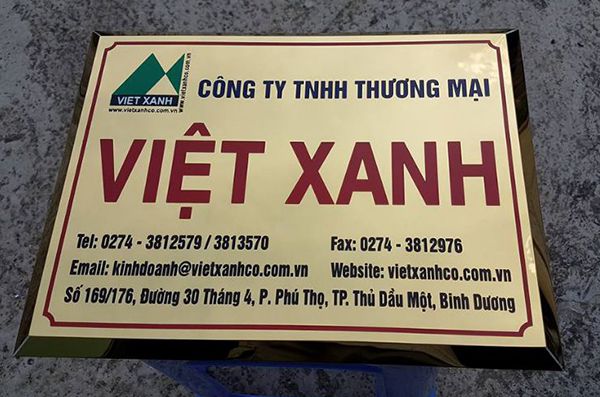 VIET XANH
www.vietxanhco.com.vn
www.vietxanhco.com.vn
CÔNG TY TNHH THƯƠNG MẠI
VIỆT XANH
Tel: 0274 - 3812579 / 3813570
Fax: 0274 - 3812976
Email: kinhdoanh@vietxanhco.com.vn
Website: vietxanhco.com.vn
Số 169/176, Đường 30 Tháng 4, P. Phú Thọ, TP. Thủ Dầu Một, Bình Dương